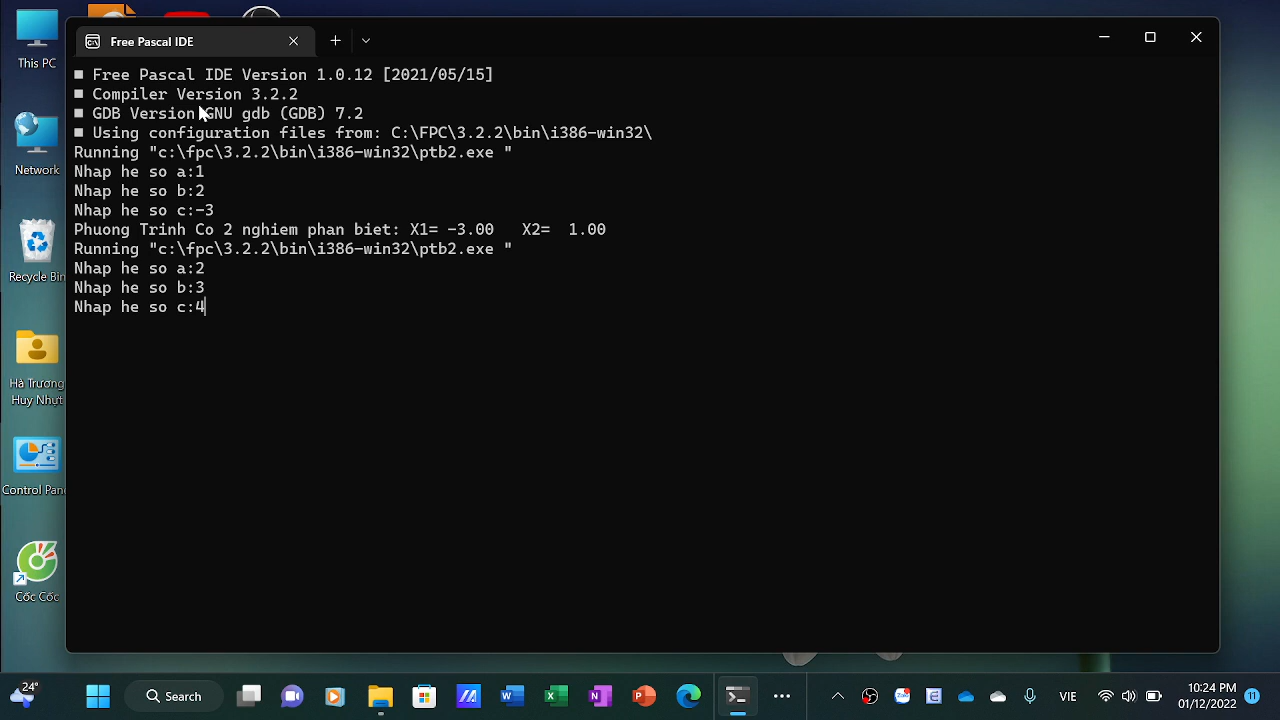 This PC
Network
Recycle Bin
Hà Trương
Huy Nhựt
Control Pane
Cốc Cốc
Free Pascal IDE
Free Pascal IDE Version 1.0.12 [2021/05/15]
Compiler Version 3.2.2
GDB Version GNU gdb (GDB) 7.2
Using configuration files from: C:\FPC\3.2.2\bin\i386-win32\
Running "c:\fpc\3.2.2\bin\i386-win32\ptb2.exe "
Nhap he so a:1
Nhap he so b:2
Nhap he so c:-3
Phuong Trinh Co 2 nghiem phan biet: X1= -3.00   X2=  1.00
Running "c:\fpc\3.2.2\bin\i386-win32\ptb2.exe "
Nhap he so a:2
Nhap he so b:3
Nhap he so c:4
24°
Search
VIE
10:24 PM
01/12/2022
11